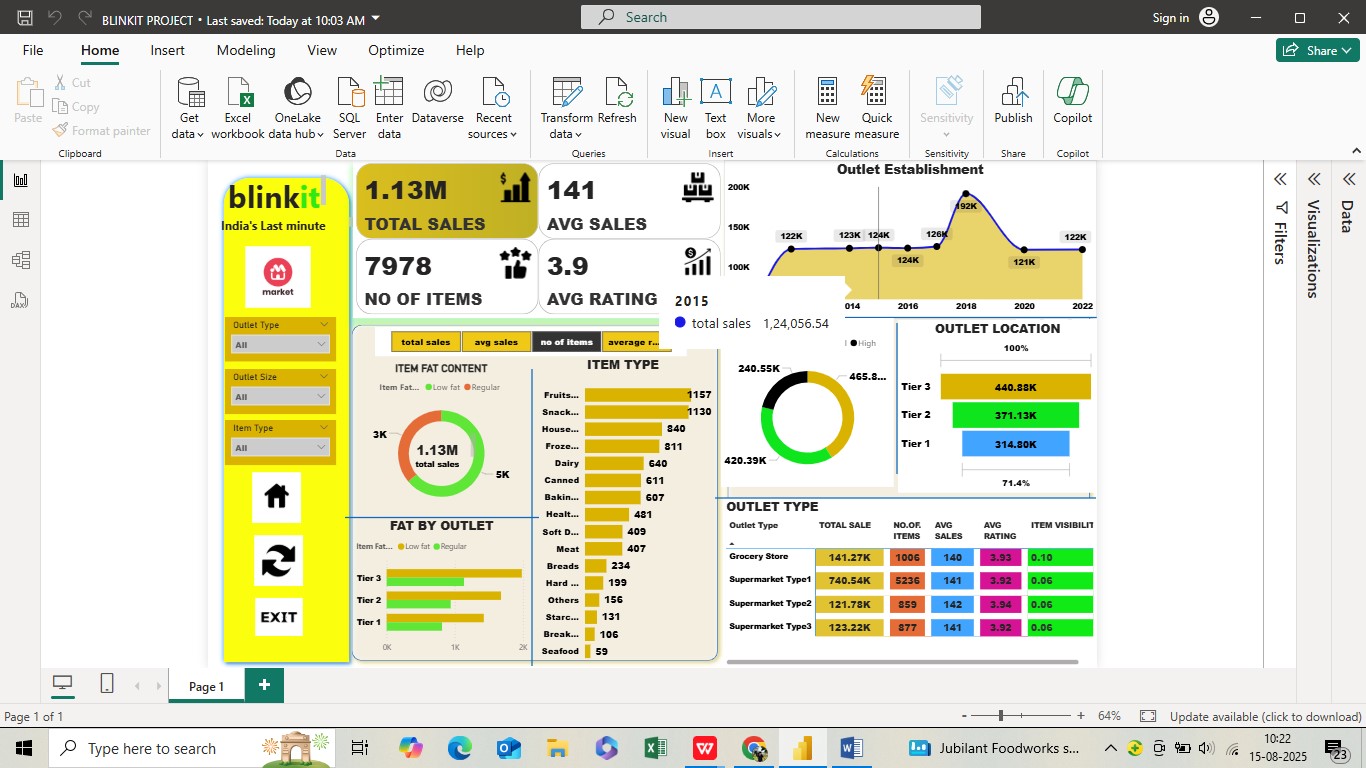 BLINKIT PROJECT • Last saved: Today at 10:03 AM
Search
Sign in
File Home Insert Modeling View Optimize Help
Share
Paste
Cut
Copy
Format painter
Clipboard
Get data
Excel workbook
OneLake data hub
SQL Server
Enter data
Dataverse
Recent sources
Data
Transform data
Refresh
Queries
New visual
Text box
More visuals
Insert
New measure
Quick measure
Calculations
Sensitivity
Sensitivity
Publish
Share
Copilot
Copilot
blinkit
India's Last minute
market
Outlet Type
All
Outlet Size
All
Item Type
All
EXIT
1.13M
TOTAL SALES
141
AVG SALES
7978
NO OF ITEMS
3.9
AVG RATING
Outlet Establishment
200K
150K
100K
122K 123K 124K 124K 126K 192K 121K 122K
014 2016 2018 2020 2022
2015
total sales 1,24,056.54
total sales avg sales no of items average r...
ITEM FAT CONTENT
Item Fat... Low fat Regular
3K
1.13M
total sales
5K
FAT BY OUTLET
Item Fat... Low fat Regular
Tier 3
Tier 2
Tier 1
0K 1K 2K
ITEM TYPE
Fruits... 1157
Snack... 1130
House... 840
Froze... 811
Dairy 640
Canned 611
Bakin... 607
Healt... 481
Soft D... 409
Meat 407
Breads 234
Hard ... 199
Others 156
Starc... 131
Break... 106
Seafood 59
High
240.55K
465.8...
420.39K
OUTLET LOCATION
100%
Tier 3 440.88K
Tier 2 371.13K
Tier 1 314.80K
71.4%
OUTLET TYPE
Outlet Type TOTAL SALE NO.OF. ITEMS AVG SALES AVG RATING ITEM VISIBILIT
Grocery Store 141.27K 1006 140 3.93 0.10
Supermarket Type1 740.54K 5236 141 3.92 0.06
Supermarket Type2 121.78K 859 142 3.94 0.06
Supermarket Type3 123.22K 877 141 3.92 0.06
Filters
Visualizations
Data
DAX
Page 1
Page 1 of 1
64%
Update available (click to download)
Type here to search
Jubilant Foodworks s...
10:22
15-08-2025
23